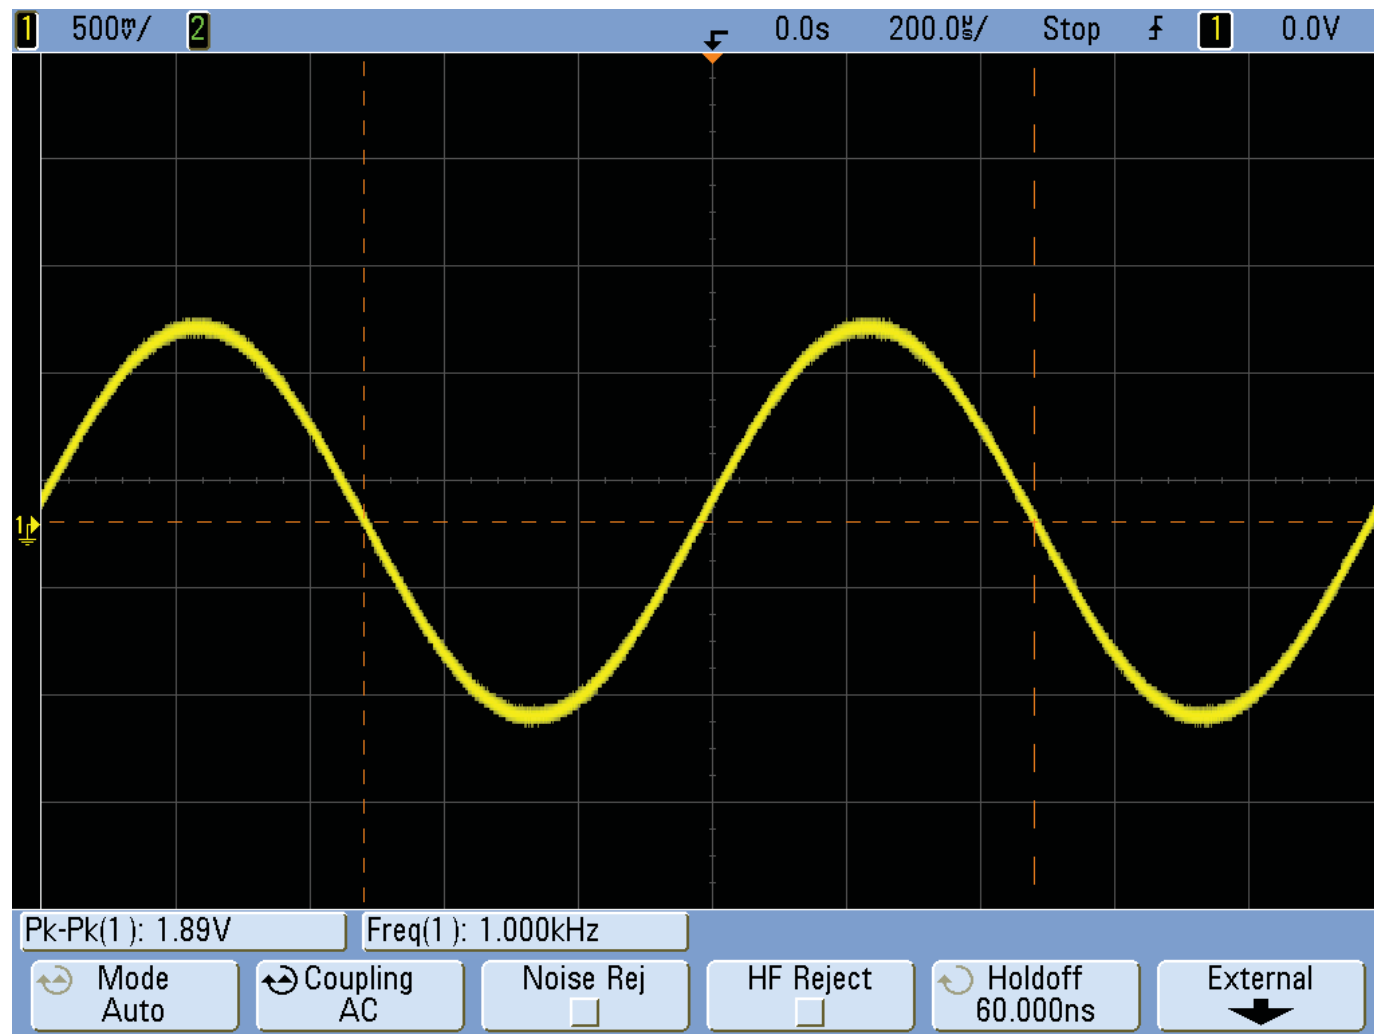 1 500mV/ 2 0.0s 200.0µs/ Stop 1 0.0V
1
Pk-Pk(1): 1.89V Freq(1): 1.000kHz
Mode Coupling Noise Rej HF Reject Holdoff External
Auto AC 60.000ns